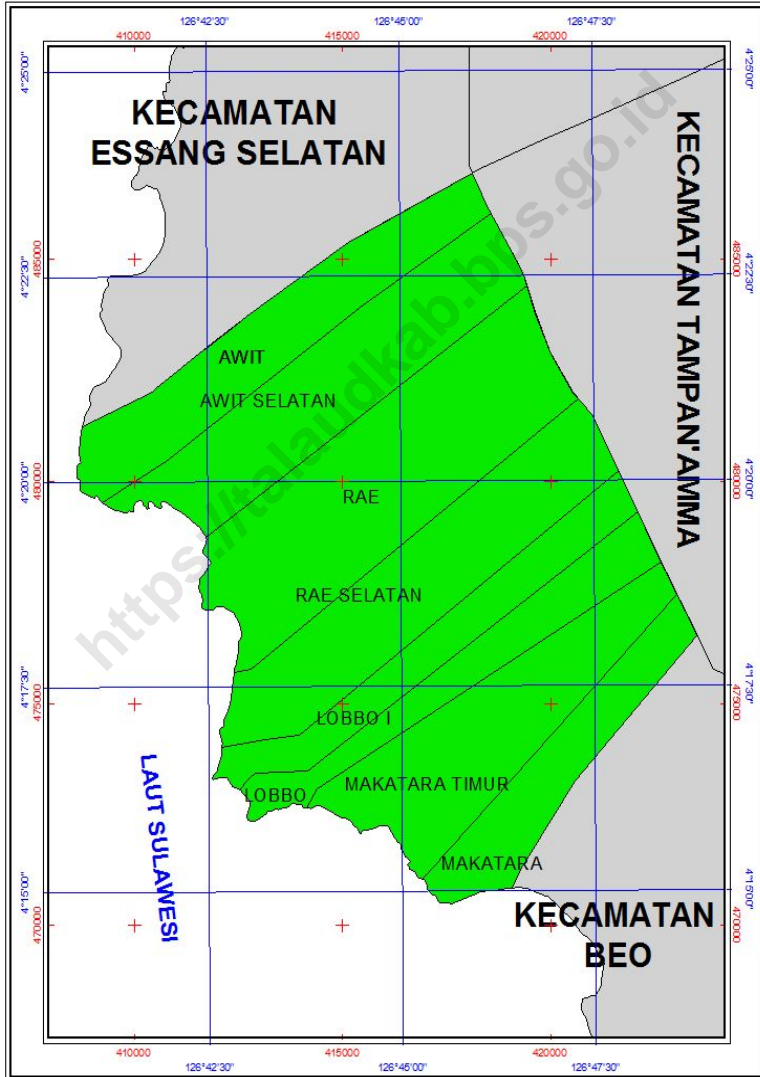 126°42'30" 126°45'00" 126°47'30"
410000 415000 420000
4°25'00" 4°25'00"
KECAMATAN
ESSANG SELATAN
KECAMATAN TAMPAN'AMMA
485000 485000
4°22'30" 4°22'30"
AWIT
AWIT SELATAN
4°20'00" 4°20'00"
480000 480000
RAE
RAE SELATAN
https://talaudkab.bps.go.id
4°17'30" 4°17'30"
475000 475000
LOBBO I
MAKATARA TIMUR
LOBBO
LAUT SULAWESI
MAKATARA
4°15'00" 4°15'00"
KECAMATAN
BEO
470000 470000
410000 415000 420000
126°42'30" 126°45'00" 126°47'30"